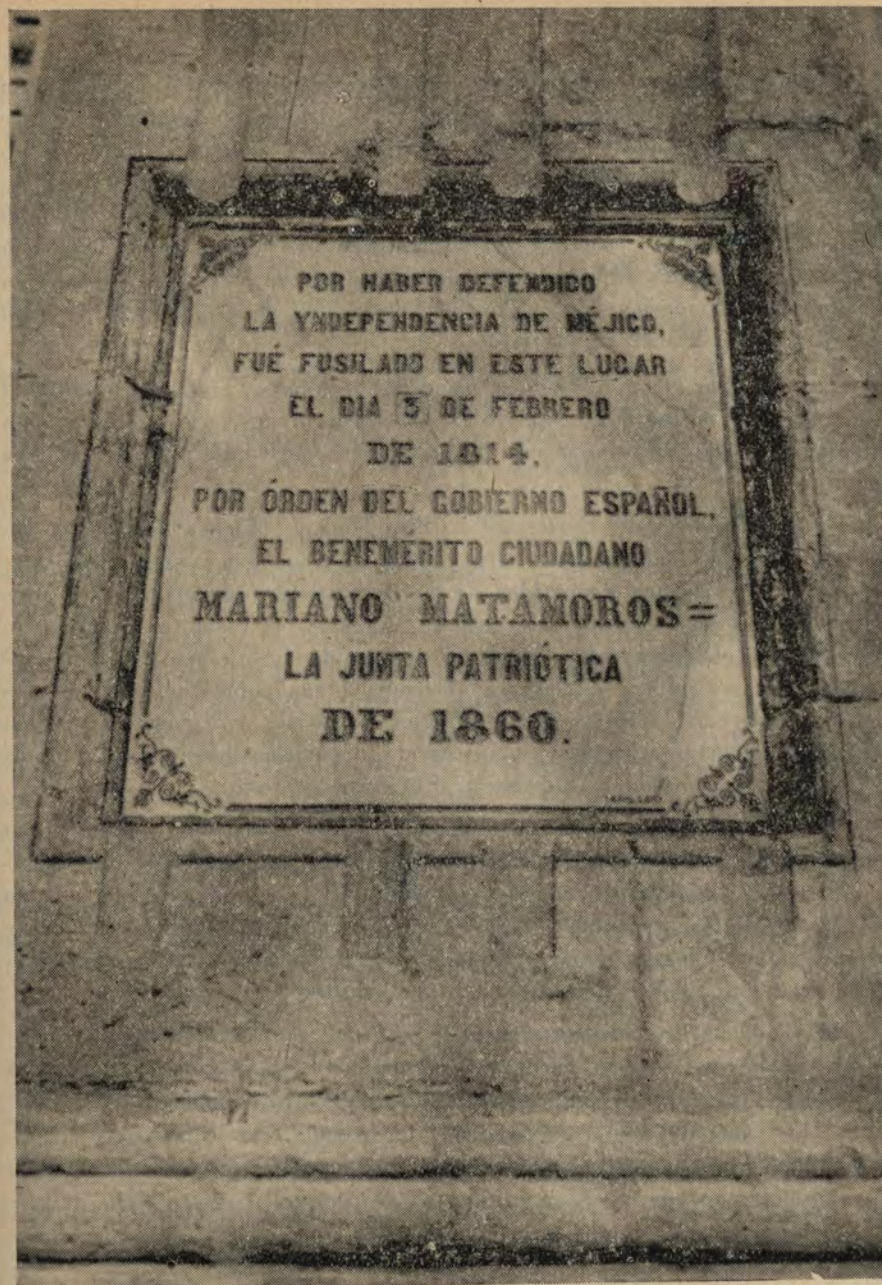 POR HABER DEFENDIDO
LA YNDEPENDENCIA DE MÉJICO,
FUÉ FUSILADO EN ESTE LUGAR
EL DIA 3 DE FEBRERO
DE 1814.
POR ÓRDEN DEL GOBIERNO ESPAÑOL,
EL BENEMÉRITO CIUDADANO
MARIANO MATAMOROS=
LA JUNTA PATRIÓTICA
DE 1860.